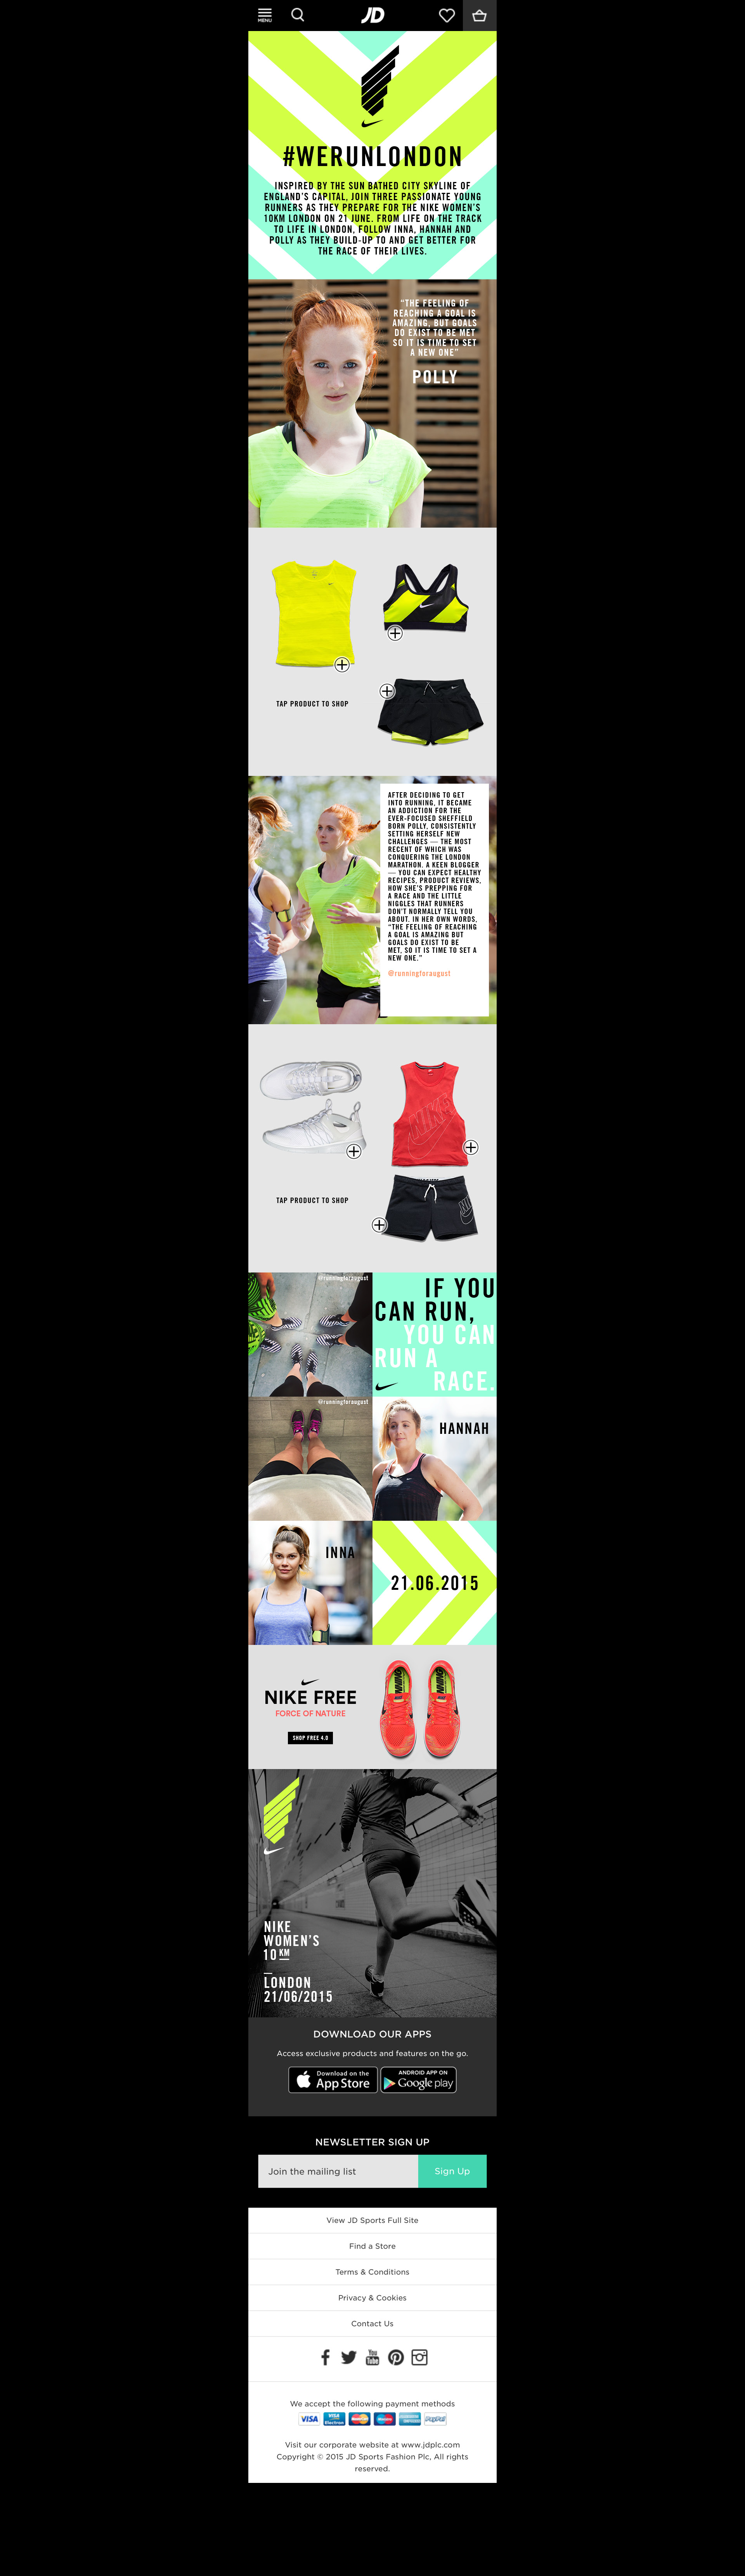 MENU
JD
#WERUNLONDON
INSPIRED BY THE SUN BATHED CITY SKYLINE OF
ENGLAND'S CAPITAL, JOIN THREE PASSIONATE YOUNG
RUNNERS AS THEY PREPARE FOR THE NIKE WOMEN'S
10KM LONDON ON 21 JUNE. FROM LIFE ON THE TRACK
TO LIFE IN LONDON, FOLLOW INNA, HANNAH AND
POLLY AS THEY BUILD-UP TO AND GET BETTER FOR
THE RACE OF THEIR LIVES.
"THE FEELING OF
REACHING A GOAL IS
AMAZING, BUT GOALS
DO EXIST TO BE MET
SO IT IS TIME TO SET
A NEW ONE"
POLLY
TAP PRODUCT TO SHOP
AFTER DECIDING TO GET
INTO RUNNING, IT BECAME
AN ADDICTION FOR THE
EVER-FOCUSED SHEFFIELD
BORN POLLY, CONSISTENTLY
SETTING HERSELF NEW
CHALLENGES — THE MOST
RECENT OF WHICH WAS
CONQUERING THE LONDON
MARATHON. A KEEN BLOGGER
— YOU CAN EXPECT HEALTHY
RECIPES, PRODUCT REVIEWS,
HOW SHE'S PREPPING FOR
A RACE AND THE LITTLE
NIGGLES THAT RUNNERS
DON'T NORMALLY TELL YOU
ABOUT. IN HER OWN WORDS,
"THE FEELING OF REACHING
A GOAL IS AMAZING BUT
GOALS DO EXIST TO BE
MET, SO IT IS TIME TO SET A
NEW ONE."
@runningforaugust
NIKE
TAP PRODUCT TO SHOP
@runningforaugust
IF YOU
CAN RUN,
YOU CAN
RUN A
RACE.
@runningforaugust
HANNAH
INNA
21.06.2015
NIKE FREE
FORCE OF NATURE
SHOP FREE 4.0
NIKE
WOMEN'S
10 KM
LONDON
21/06/2015
DOWNLOAD OUR APPS
Access exclusive products and features on the go.
Download on the
App Store
ANDROID APP ON
Google play
NEWSLETTER SIGN UP
Join the mailing list
Sign Up
View JD Sports Full Site
Find a Store
Terms & Conditions
Privacy & Cookies
Contact Us
You
Tube
We accept the following payment methods
VISA
PayPal
Visit our corporate website at www.jdplc.com
Copyright © 2015 JD Sports Fashion Plc, All rights
reserved.